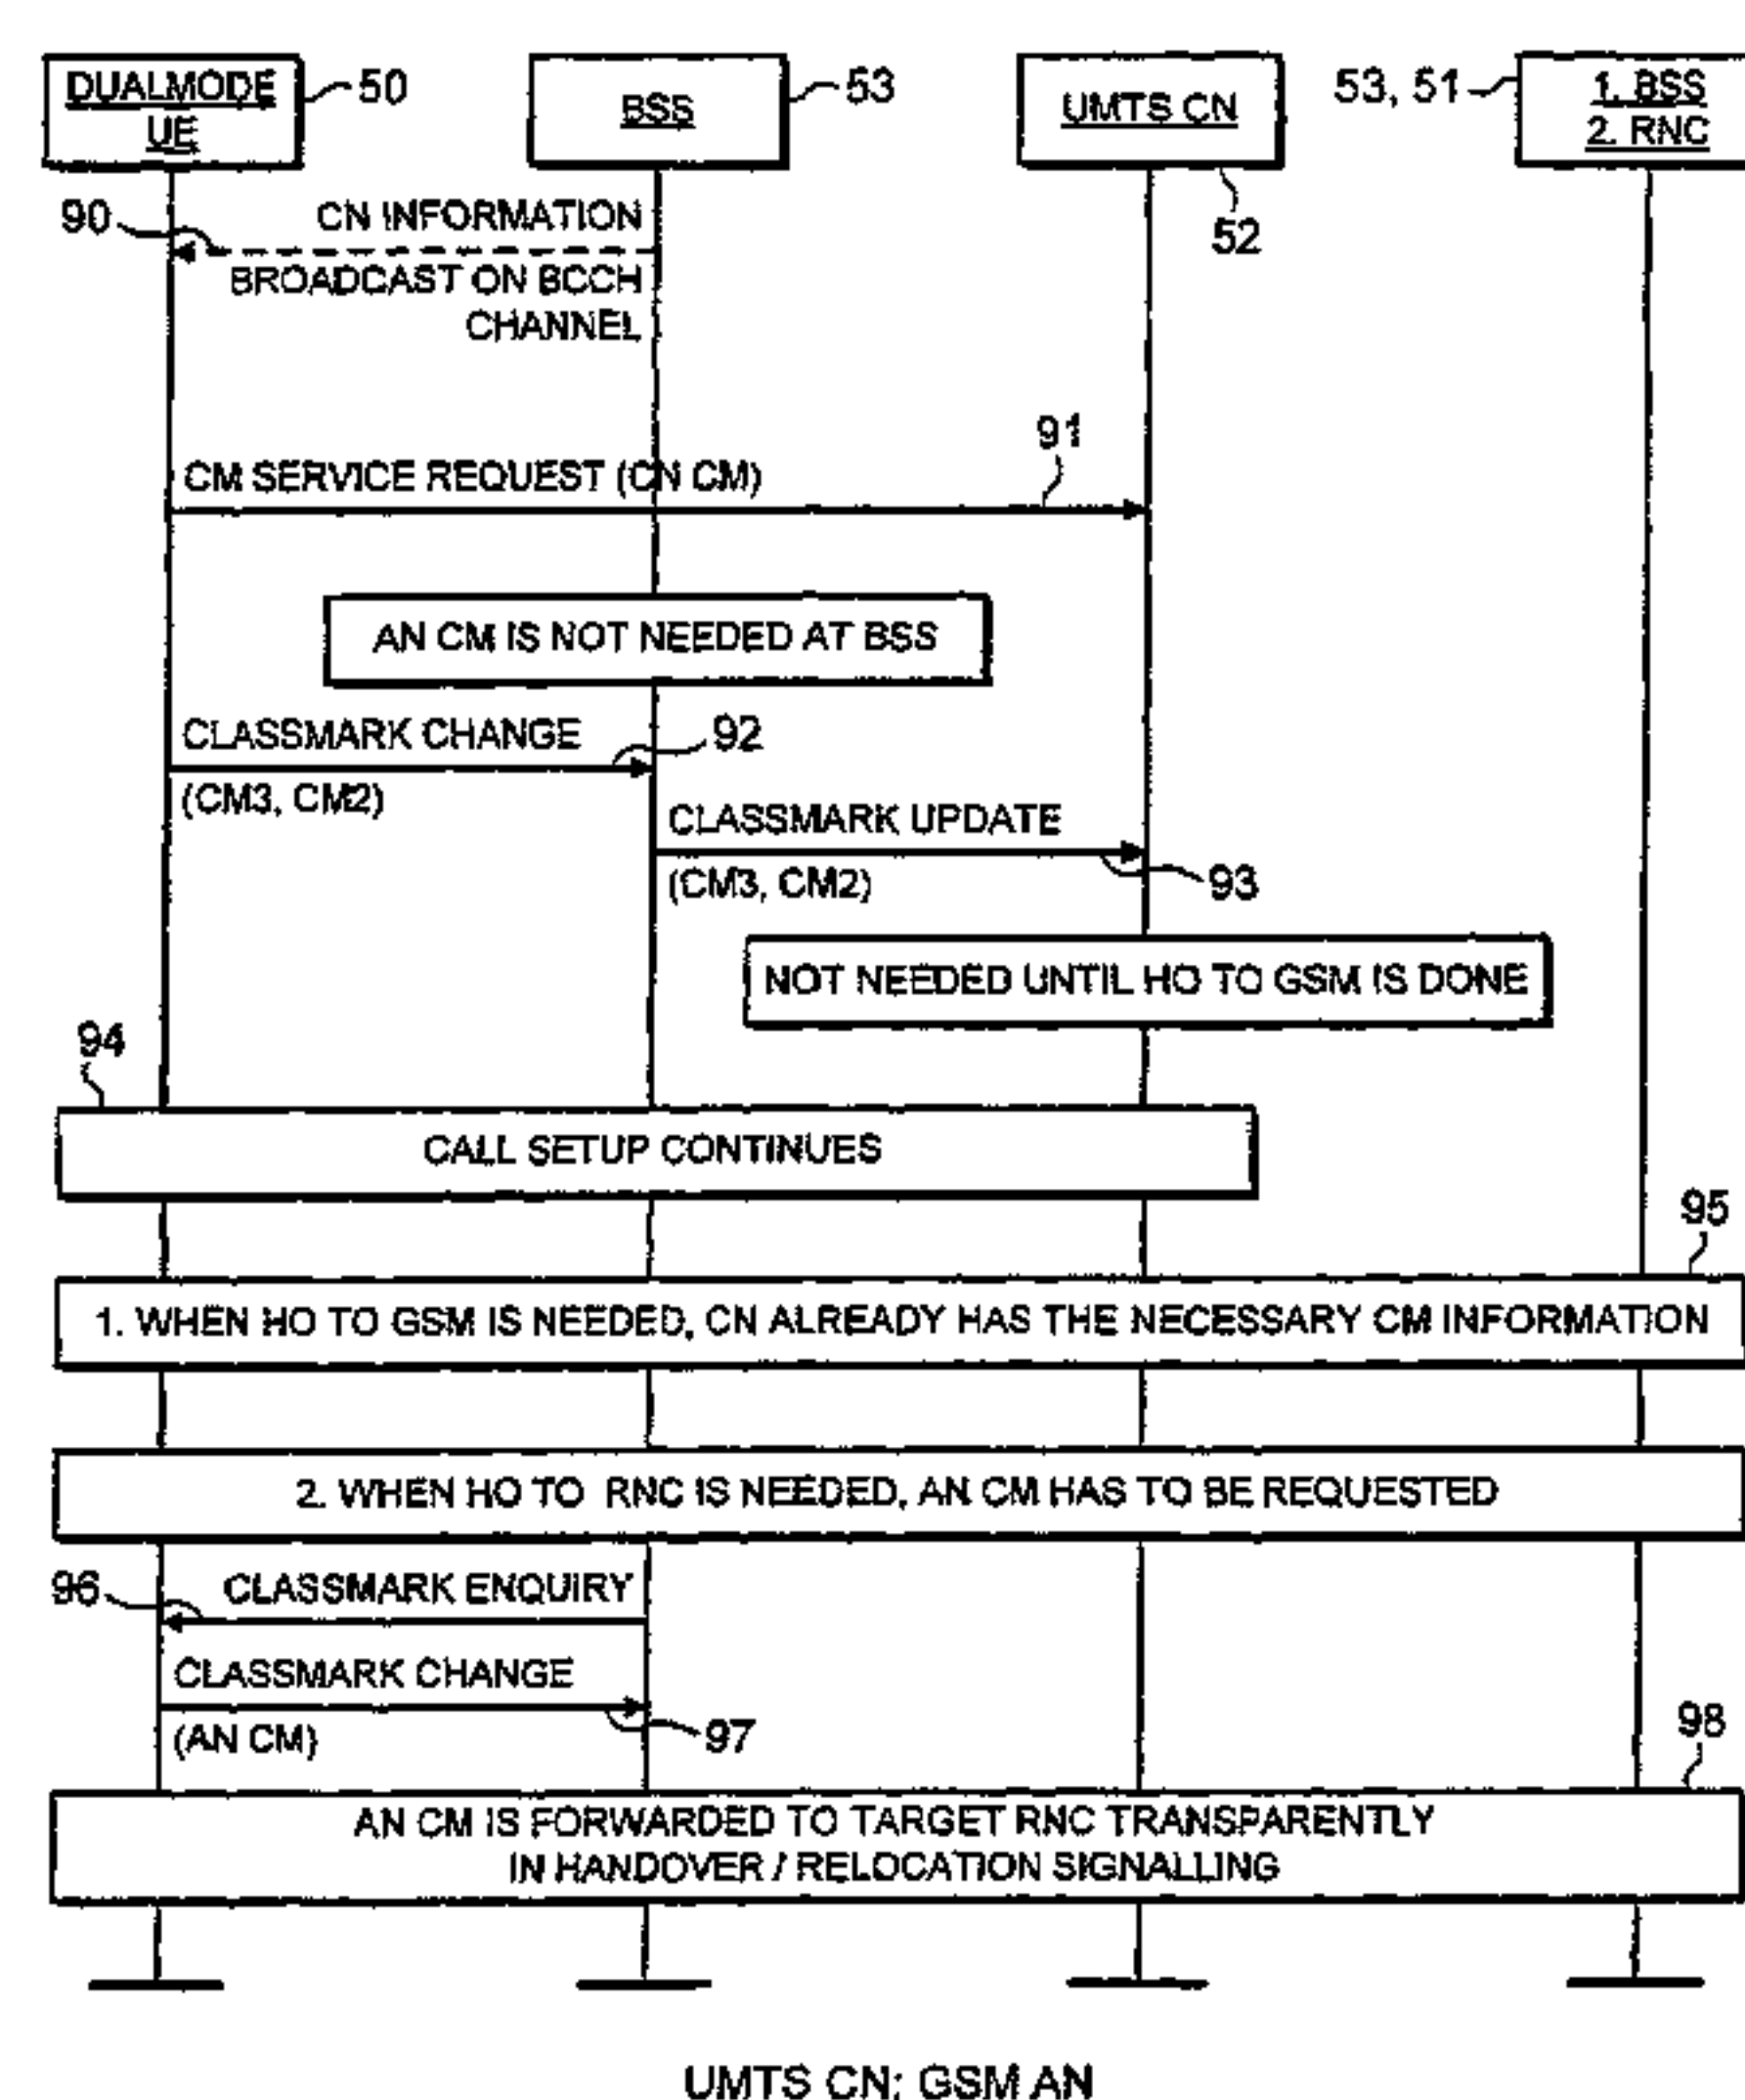 DUALMODE
UE
50
BSS
53
UMTS CN
52
53, 51
1. BSS
2. RNC
90
CN INFORMATION
BROADCAST ON BCCH
CHANNEL
91
CM SERVICE REQUEST (CN CM)
AN CM IS NOT NEEDED AT BSS
CLASSMARK CHANGE
92
(CM3, CM2)
CLASSMARK UPDATE
(CM3, CM2)
93
NOT NEEDED UNTIL HO TO GSM IS DONE
94
CALL SETUP CONTINUES
95
1. WHEN HO TO GSM IS NEEDED, CN ALREADY HAS THE NECESSARY CM INFORMATION
2. WHEN HO TO RNC IS NEEDED, AN CM HAS TO BE REQUESTED
96
CLASSMARK ENQUIRY
CLASSMARK CHANGE
(AN CM)
97
98
AN CM IS FORWARDED TO TARGET RNC TRANSPARENTLY
IN HANDOVER / RELOCATION SIGNALLING
UMTS CN; GSM AN